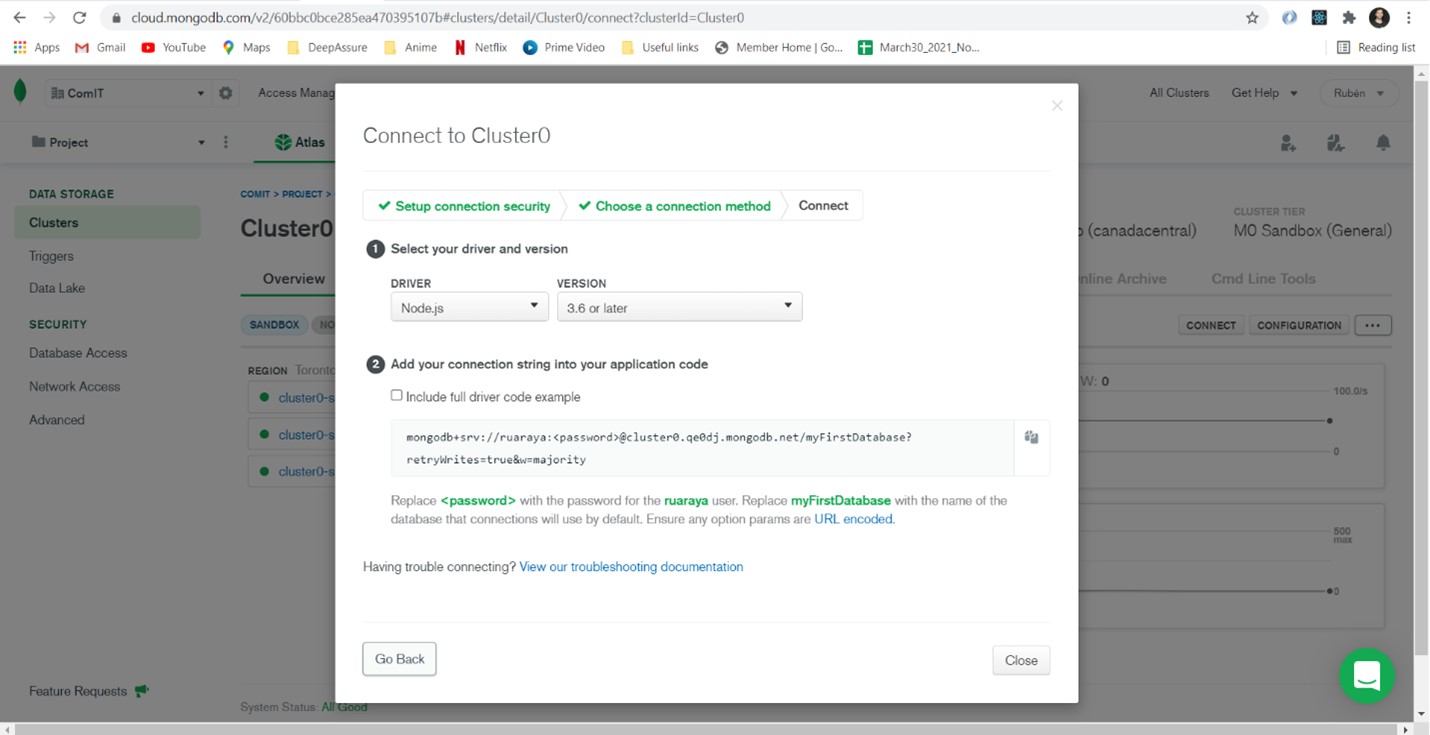 cloud.mongodb.com/v2/60bbc0bce285ea470395107b#clusters/detail/Cluster0/connect?clusterId=Cluster0
Apps Gmail YouTube Maps DeepAssure Anime Netflix Prime Video Useful links Member Home | Go... March30_2021_No... Reading list
ComIT Access Manag All Clusters Get Help Rubén
Project Atlas
Connect to Cluster0
DATA STORAGE
Clusters
Triggers
Data Lake
SECURITY
Database Access
Network Access
Advanced
Feature Requests
COMIT > PROJECT >
Cluster0
Overview
SANDBOX NO
REGION Toronto
cluster0-s
cluster0-s
cluster0-s
System Status: All Good
Setup connection security Choose a connection method Connect
1 Select your driver and version
DRIVER VERSION
Node.js 3.6 or later
2 Add your connection string into your application code
Include full driver code example
mongodb+srv://ruaraya:<password>@cluster0.qe0dj.mongodb.net/myFirstDatabase?
retryWrites=true&w=majority
Replace <password> with the password for the ruaraya user. Replace myFirstDatabase with the name of the
database that connections will use by default. Ensure any option params are URL encoded.
Having trouble connecting? View our troubleshooting documentation
Go Back Close
CLUSTER TIER
(canadacentral) M0 Sandbox (General)
nline Archive Cmd Line Tools
CONNECT CONFIGURATION ...
W: 0
100.0/s
0
500
max
0